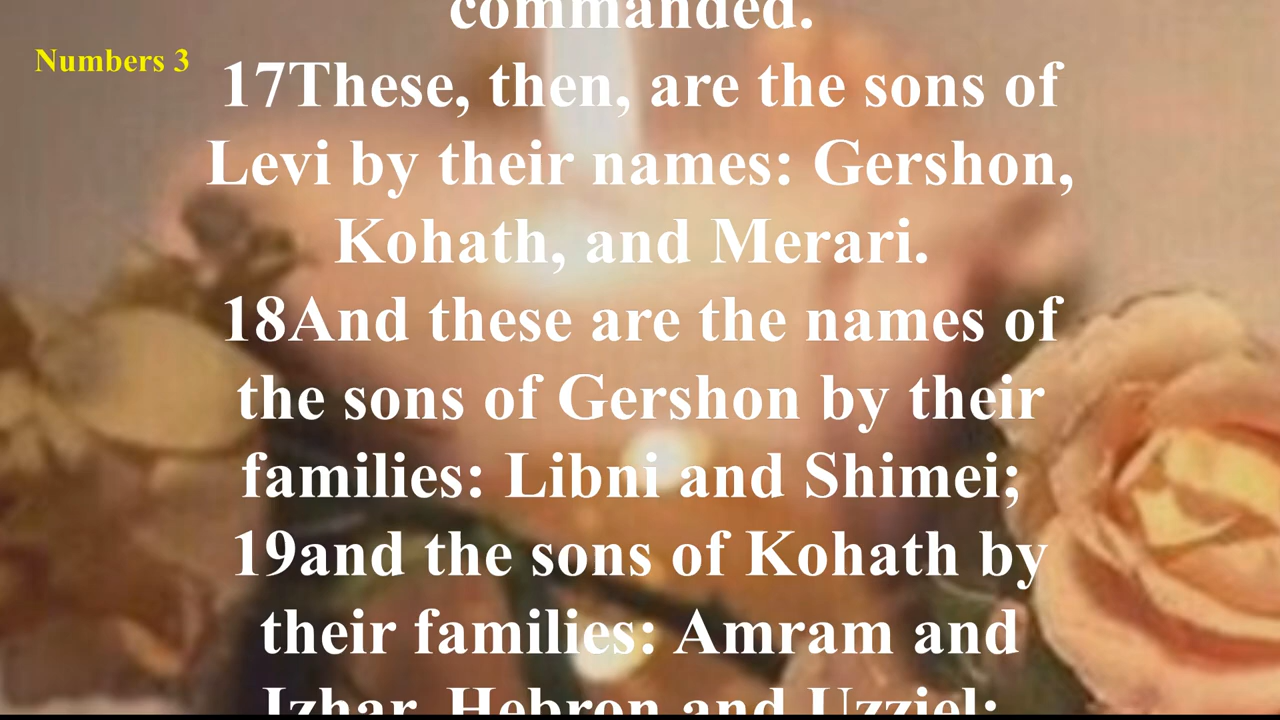 commanded.
Numbers 3
17These, then, are the sons of
Levi by their names: Gershon,
Kohath, and Merari.
18And these are the names of
the sons of Gershon by their
families: Libni and Shimei;
19and the sons of Kohath by
their families: Amram and
Izhar, Hebron and Uzziel;